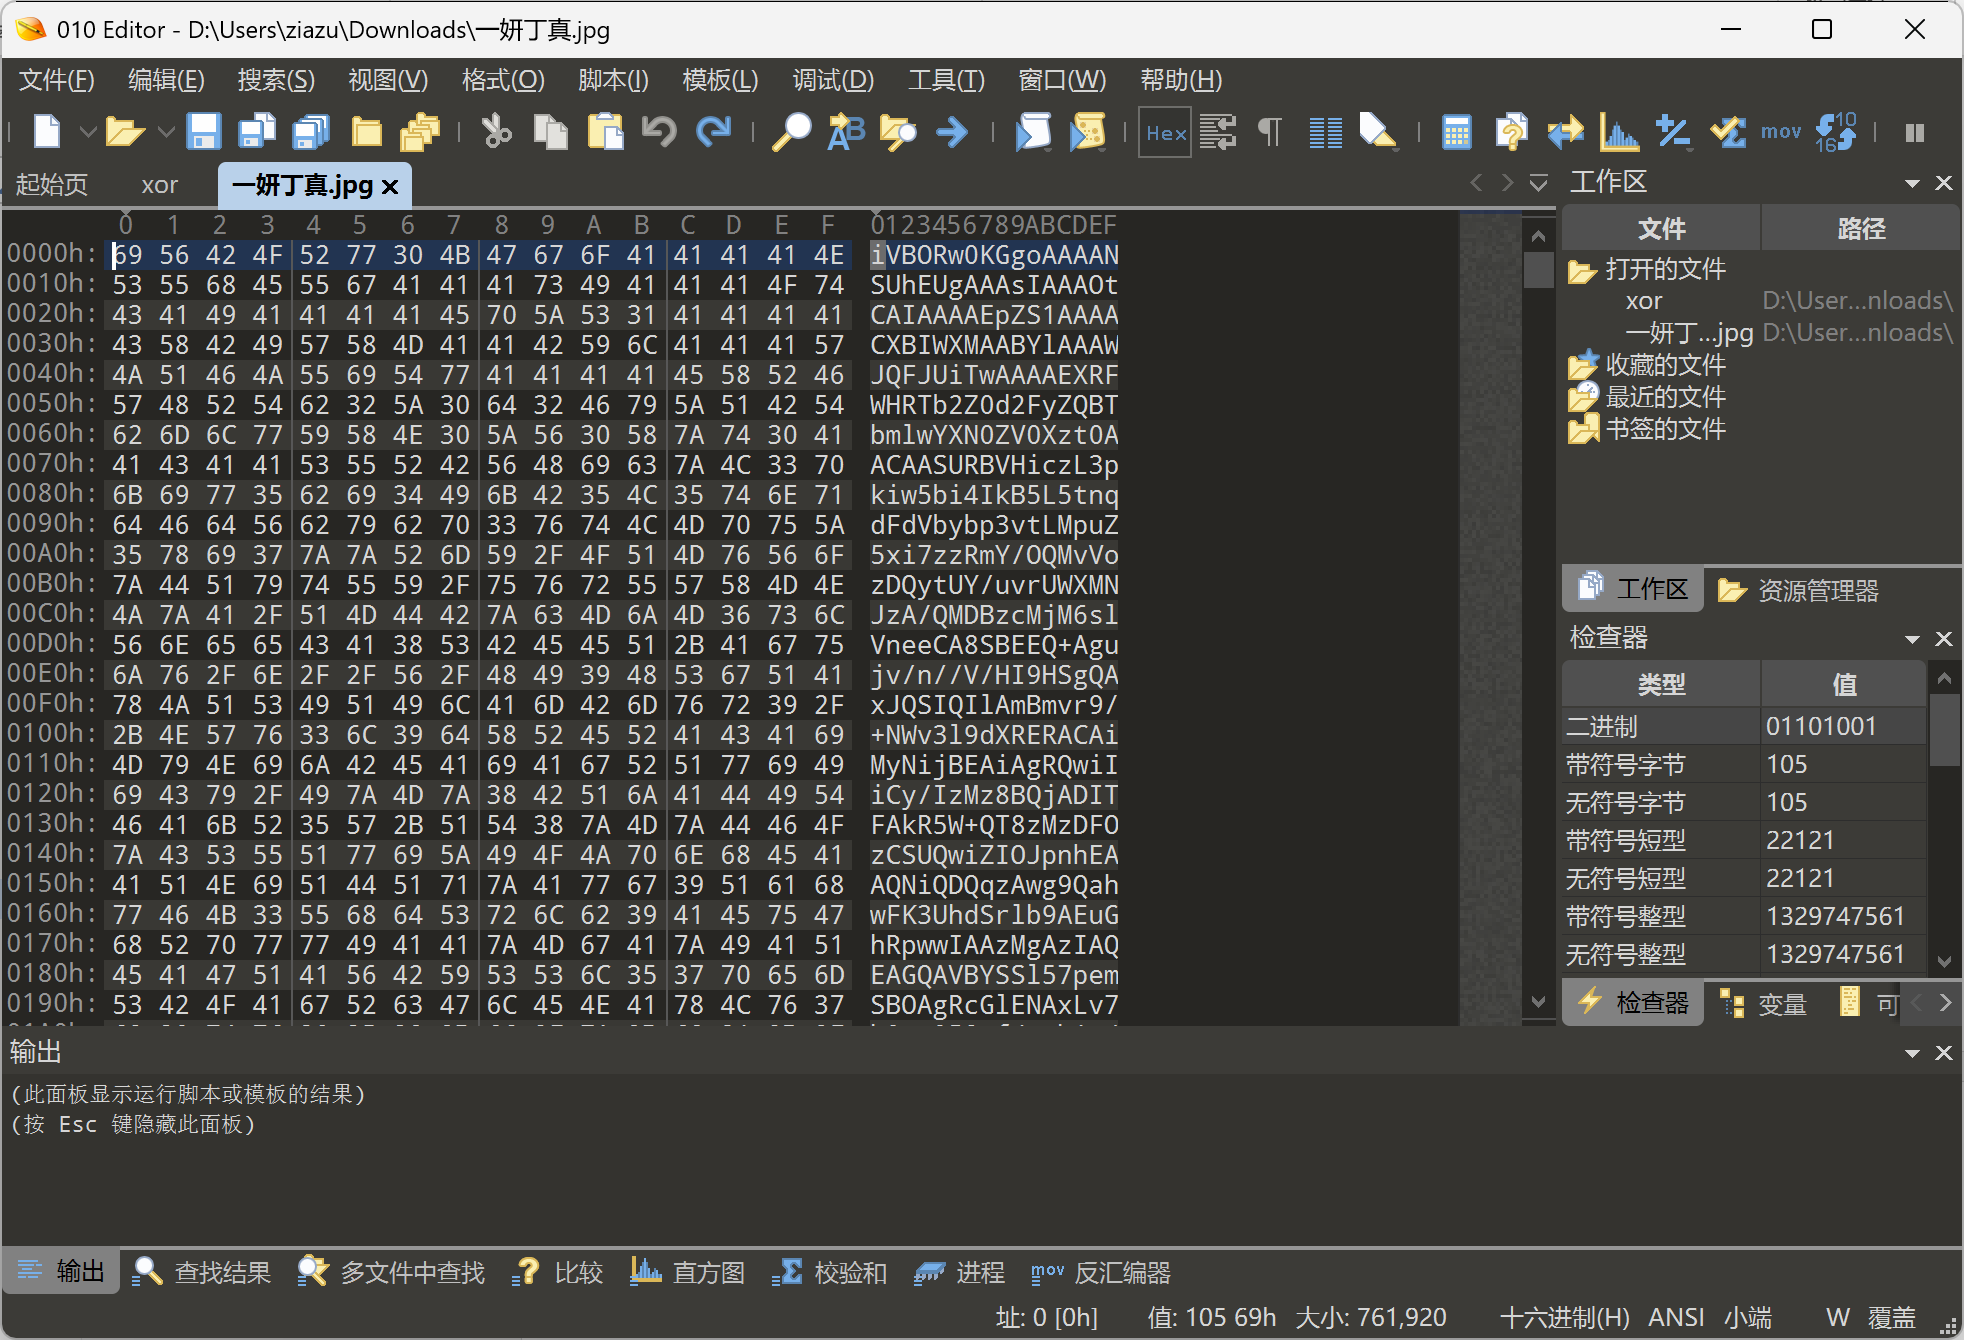 010 Editor - D:\Users\ziazu\Downloads\一妍丁真.jpg
文件(F) 编辑(E) 搜索(S) 视图(V) 格式(O) 脚本(I) 模板(L) 调试(D) 工具(T) 窗口(W) 帮助(H)
Hex mov 10 16
起始页 xor 一妍丁真.jpg
0 1 2 3 4 5 6 7 8 9 A B C D E F 0123456789ABCDEF
0000h: 69 56 42 4F 52 77 30 4B 47 67 6F 41 41 41 41 4E iVBORw0KGgoAAAAN
0010h: 53 55 68 45 55 67 41 41 41 73 49 41 41 41 4F 74 SUhEUgAAAsIAAAOt
0020h: 43 41 49 41 41 41 41 45 70 5A 53 31 41 41 41 41 CAIAAAAEpZS1AAAA
0030h: 43 58 42 49 57 58 4D 41 41 42 59 6C 41 41 41 57 CXBIWXMAABYlAAAW
0040h: 4A 51 46 4A 55 69 54 77 41 41 41 41 45 58 52 46 JQFJUiTwAAAAEXRF
0050h: 57 48 52 54 62 32 5A 30 64 32 46 79 5A 51 42 54 WHRTb2Z0d2FyZQBT
0060h: 62 6D 6C 77 59 58 4E 30 5A 56 30 58 7A 74 30 41 bmlwYXN0ZV0Xzt0A
0070h: 41 43 41 41 53 55 52 42 56 48 69 63 7A 4C 33 70 ACAASURBVHiczL3p
0080h: 6B 69 77 35 62 69 34 49 6B 42 35 4C 35 74 6E 71 kiw5bi4IkB5L5tnq
0090h: 64 46 64 56 62 79 62 70 33 76 74 4C 4D 70 75 5A dFdVbybp3vtLMpuZ
00A0h: 35 78 69 37 7A 7A 52 6D 59 2F 4F 51 4D 76 56 6F 5xi7zzRmY/OQMvVo
00B0h: 7A 44 51 79 74 55 59 2F 75 76 72 55 57 58 4D 4E zDQytUY/uvrUWXMN
00C0h: 4A 7A 41 2F 51 4D 44 42 7A 63 4D 6A 4D 36 73 6C JzA/QMDBzcMjM6sl
00D0h: 56 6E 65 65 43 41 38 53 42 45 45 51 2B 41 67 75 VneeCA8SBEEQ+Agu
00E0h: 6A 76 2F 6E 2F 2F 56 2F 48 49 39 48 53 67 51 41 jv/n//V/HI9HSgQA
00F0h: 78 4A 51 53 49 51 49 6C 41 6D 42 6D 76 72 39 2F xJQSIQIlAmBmvr9/
0100h: 2B 4E 57 76 33 6C 39 64 58 52 45 52 41 43 41 69 +NWv3l9dXRERACAi
0110h: 4D 79 4E 69 6A 42 45 41 69 41 67 52 51 77 69 49 MyNijBEAiAgRQwiI
0120h: 69 43 79 2F 49 7A 4D 7A 38 42 51 6A 41 44 49 54 iCy/IzMz8BQjADIT
0130h: 46 41 6B 52 35 57 2B 51 54 38 7A 4D 7A 44 46 4F FAkR5W+QT8zMzDFO
0140h: 7A 43 53 55 51 77 69 5A 49 4F 4A 70 6E 68 45 41 zCSUQwiZIOJpnhEA
0150h: 41 51 4E 69 51 44 51 71 7A 41 77 67 39 51 61 68 AQNiQDQqzAwg9Qah
0160h: 77 46 4B 33 55 68 64 53 72 6C 62 39 41 45 75 47 wFK3UhdSrlb9AEuG
0170h: 68 52 70 77 77 49 41 41 7A 4D 67 41 7A 49 41 51 hRpwwIAAzMgAzIAQ
0180h: 45 41 47 51 41 56 42 59 53 53 6C 35 37 70 65 6D EAGQAVBYSSl57pem
0190h: 53 42 4F 41 67 52 63 47 6C 45 4E 41 78 4C 76 37 SBOAgRcGlENAxLv7
工作区
文件 路径
打开的文件
xor D:\User...nloads\
一妍丁...jpg D:\User...nloads\
收藏的文件
最近的文件
书签的文件
工作区 资源管理器
检查器
类型 值
二进制 01101001
带符号字节 105
无符号字节 105
带符号短型 22121
无符号短型 22121
带符号整型 1329747561
无符号整型 1329747561
检查器 变量 可
输出
(此面板显示运行脚本或模板的结果)
(按 Esc 键隐藏此面板)
输出 查找结果 多文件中查找 比较 直方图 校验和 进程 mov 反汇编器
址: 0 [0h] 值: 105 69h 大小: 761,920 十六进制(H) ANSI 小端 W 覆盖